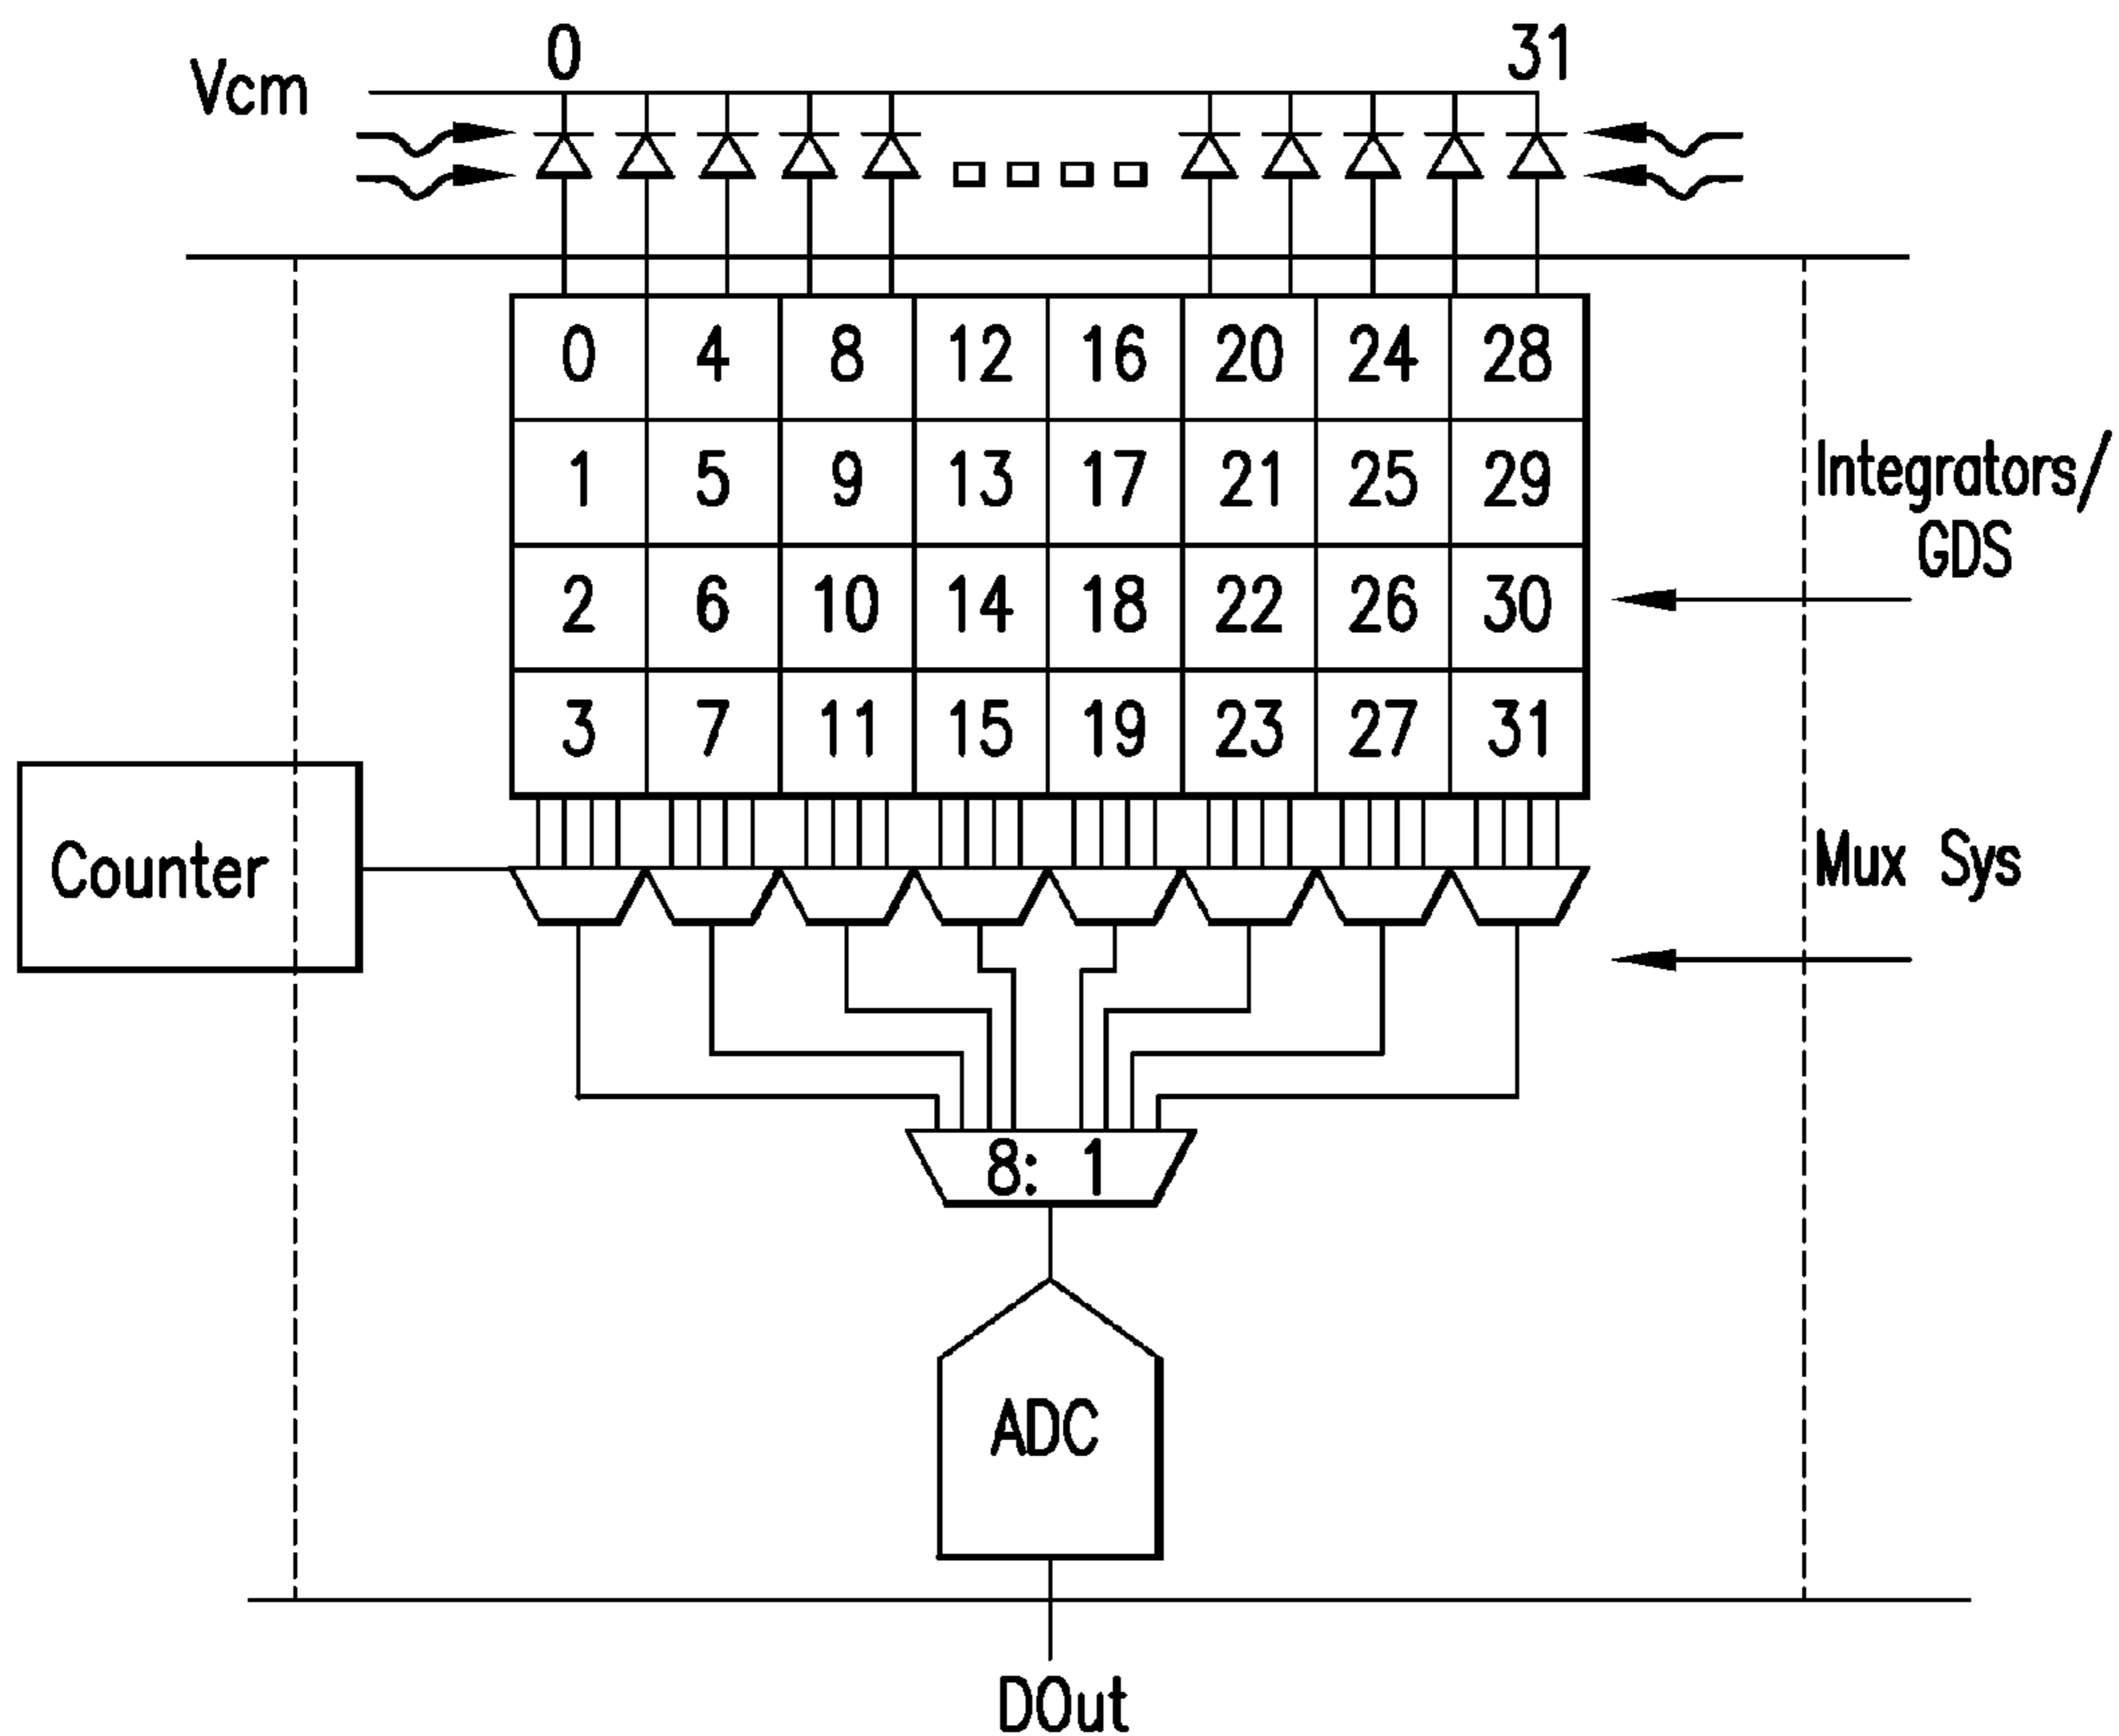 0 31
Vcm
0 4 8 12 16 20 24 28
1 5 9 13 17 21 25 29
Integrators/
GDS
2 6 10 14 18 22 26 30
3 7 11 15 19 23 27 31
Counter
Mux Sys
8: 1
ADC
DOut